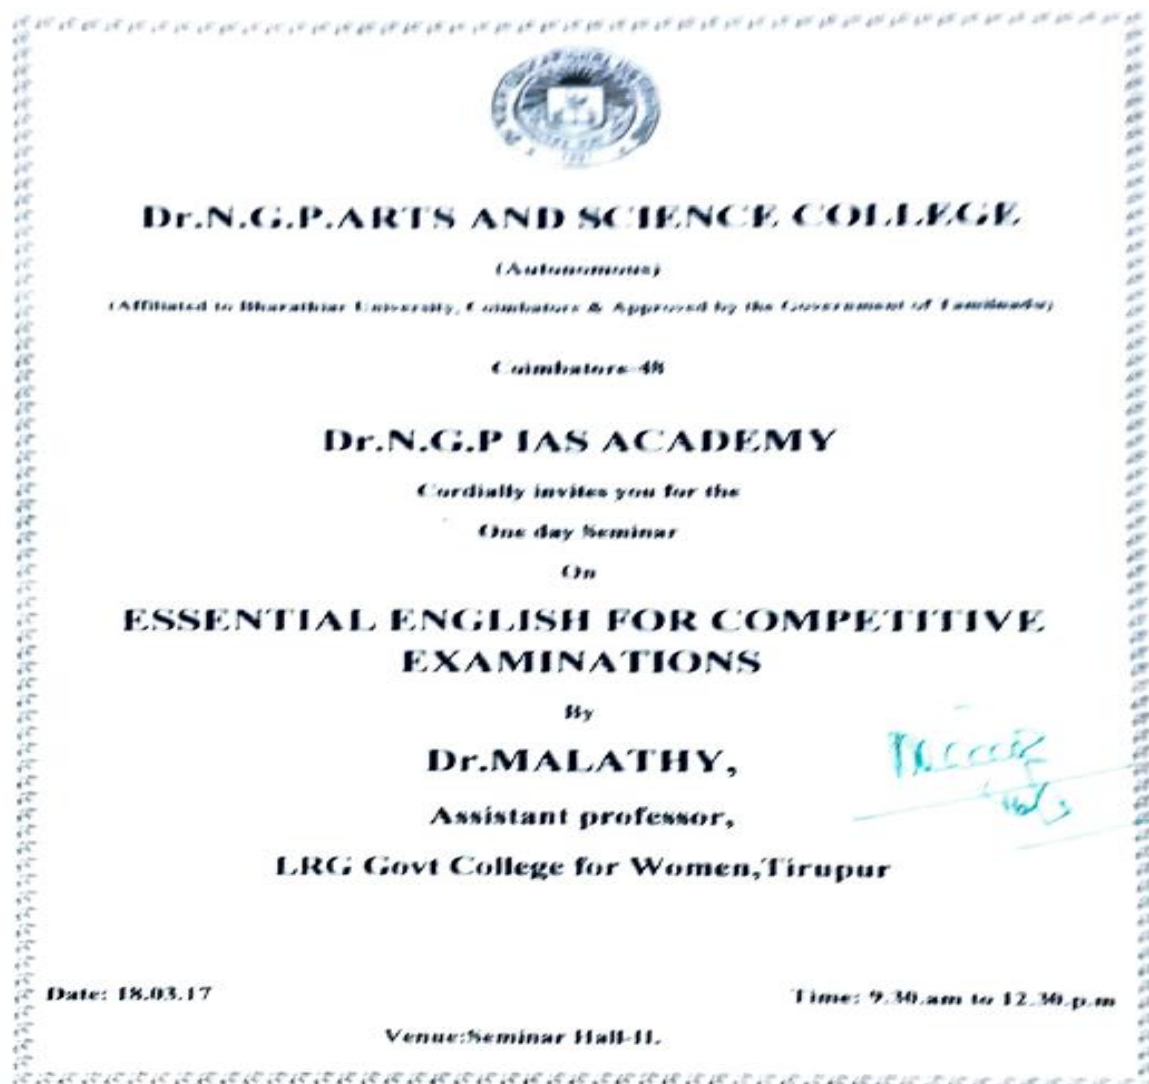 Dr.N.G.P.ARTS AND SCIENCE COLLEGE
(Autonomous)
(Affiliated to Bharathiar University, Coimbatore & Approved by the Government of Tamilnadu)
Coimbatore-48
Dr.N.G.P IAS ACADEMY
Cordially invites you for the
One day Seminar
On
ESSENTIAL ENGLISH FOR COMPETITIVE
EXAMINATIONS
By
Dr.MALATHY,
Assistant professor,
LRG Govt College for Women,Tirupur
Date: 18.03.17
Time: 9.30.am to 12.30.p.m
Venue:Seminar Hall-II.